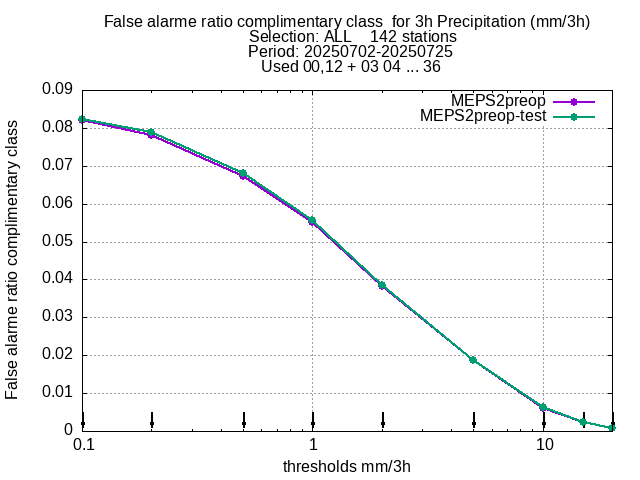 False alarme ratio complimentary class  for 3h Precipitation (mm/3h)
Selection: ALL    142 stations
Period: 20250702-20250725
Used 00,12 + 03 04 ... 36
MEPS2preop
MEPS2preop-test
False alarme ratio complimentary class
0.09
0.08
0.07
0.06
0.05
0.04
0.03
0.02
0.01
0
0.1 1 10
thresholds mm/3h